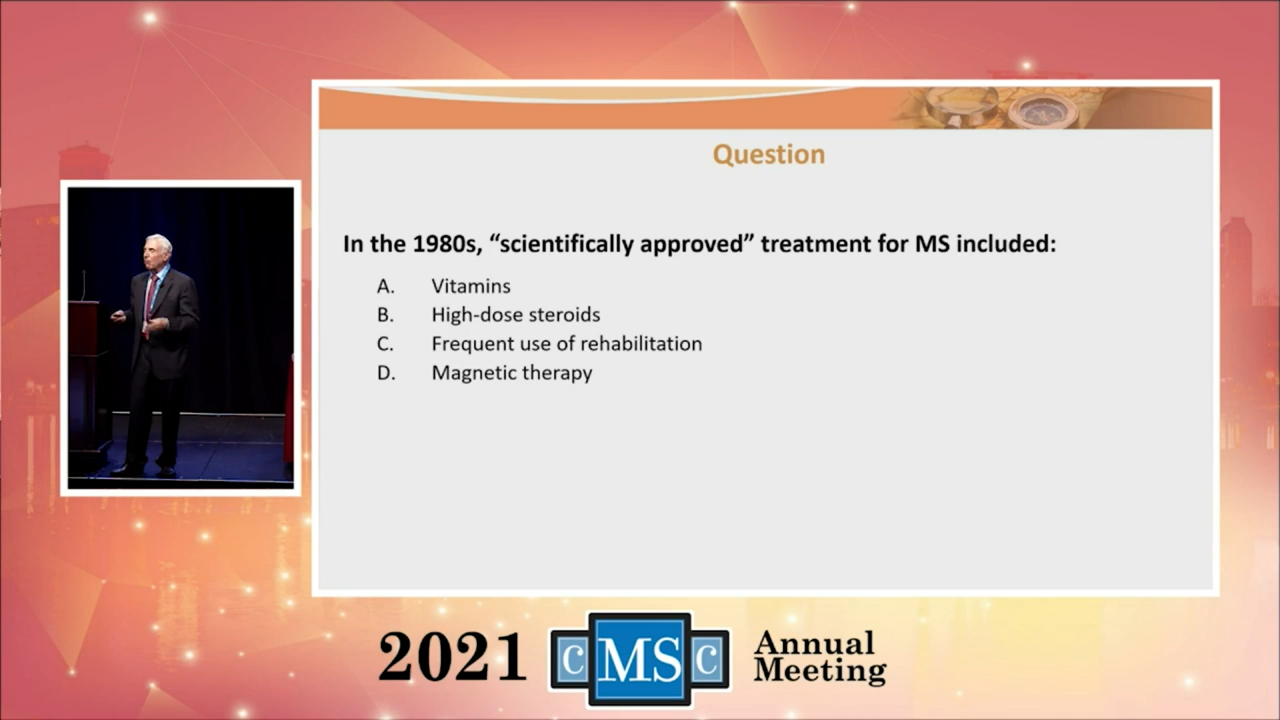 Question
In the 1980s, “scientifically approved” treatment for MS included:
A. Vitamins
B. High-dose steroids
C. Frequent use of rehabilitation
D. Magnetic therapy
2021 CMSC Annual Meeting